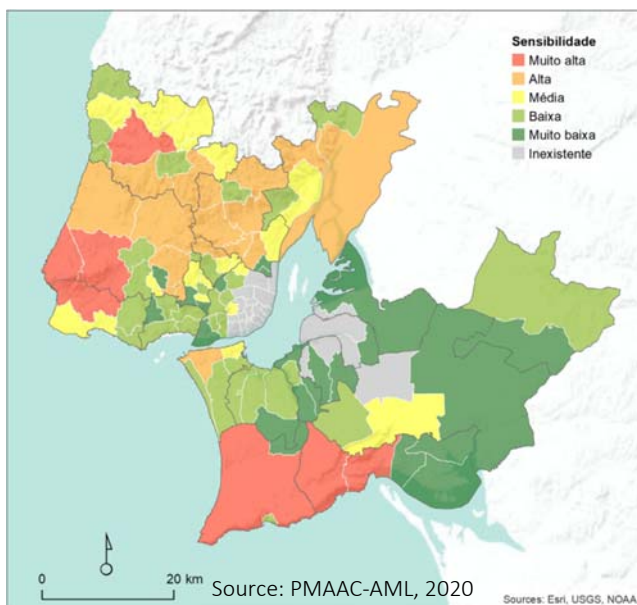 Sensibilidade
Muito alta
Alta
Média
Baixa
Muito baixa
Inexistente
0 20 km
Source: PMAAC-AML, 2020
Sources: Esri, USGS, NOAA